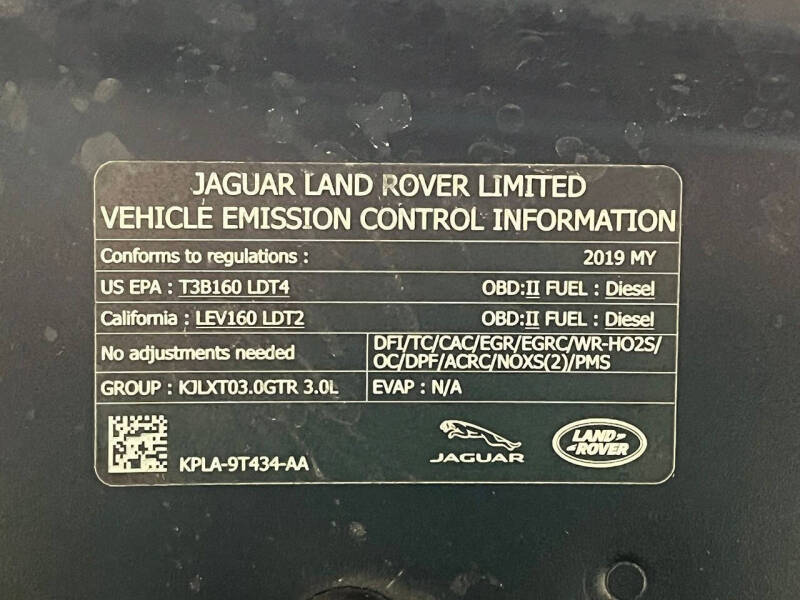 JAGUAR LAND ROVER LIMITED
VEHICLE EMISSION CONTROL INFORMATION
Conforms to regulations : 2019 MY
US EPA : T3B160 LDT4 OBD:II FUEL : Diesel
California : LEV160 LDT2 OBD:II FUEL : Diesel
No adjustments needed
DFI/TC/CAC/EGR/EGRC/WR-HO2S/
OC/DPF/ACRC/NOXS(2)/PMS
GROUP : KJLXT03.0GTR 3.0L EVAP : N/A
KPLA-9T434-AA
JAGUAR
LAND-
-ROVER